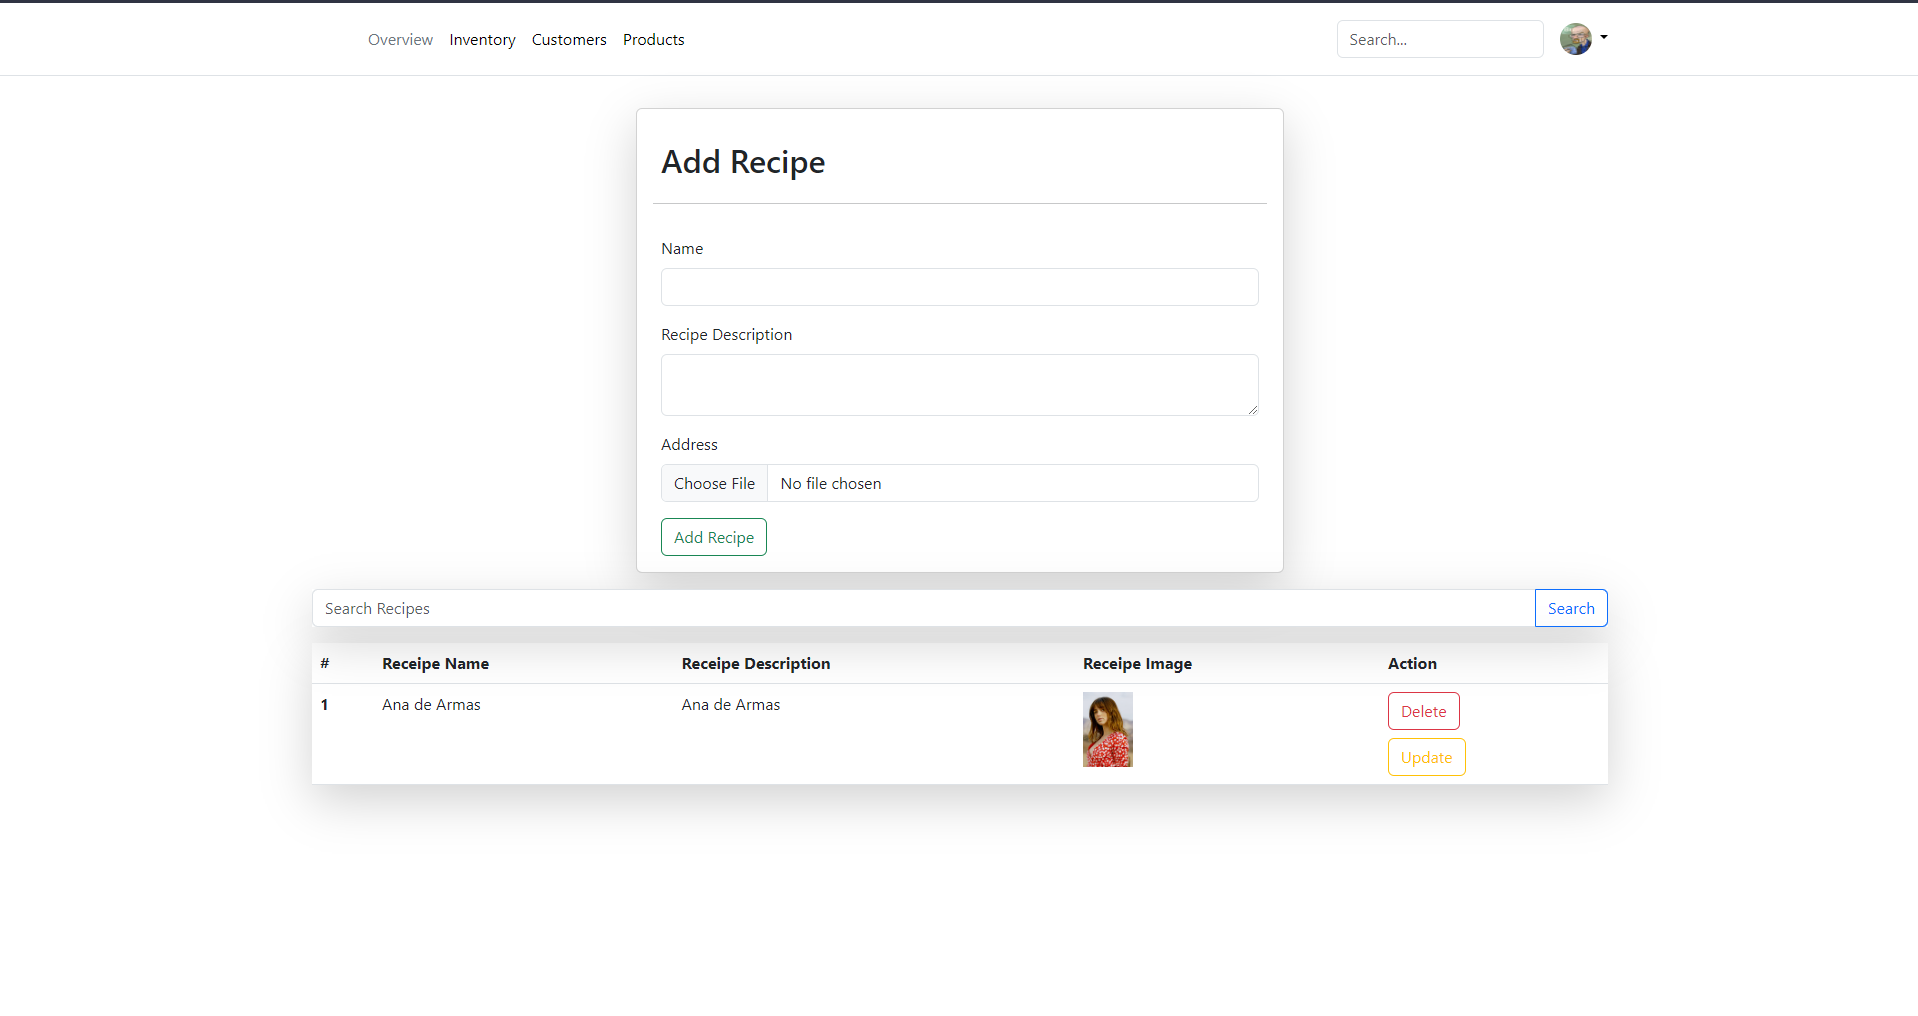 Overview Inventory Customers Products Search...
Add Recipe
Name
Recipe Description
Address
Choose File No file chosen
Add Recipe
Search Recipes Search
# Receipe Name Receipe Description Receipe Image Action
1 Ana de Armas Ana de Armas Delete
Update